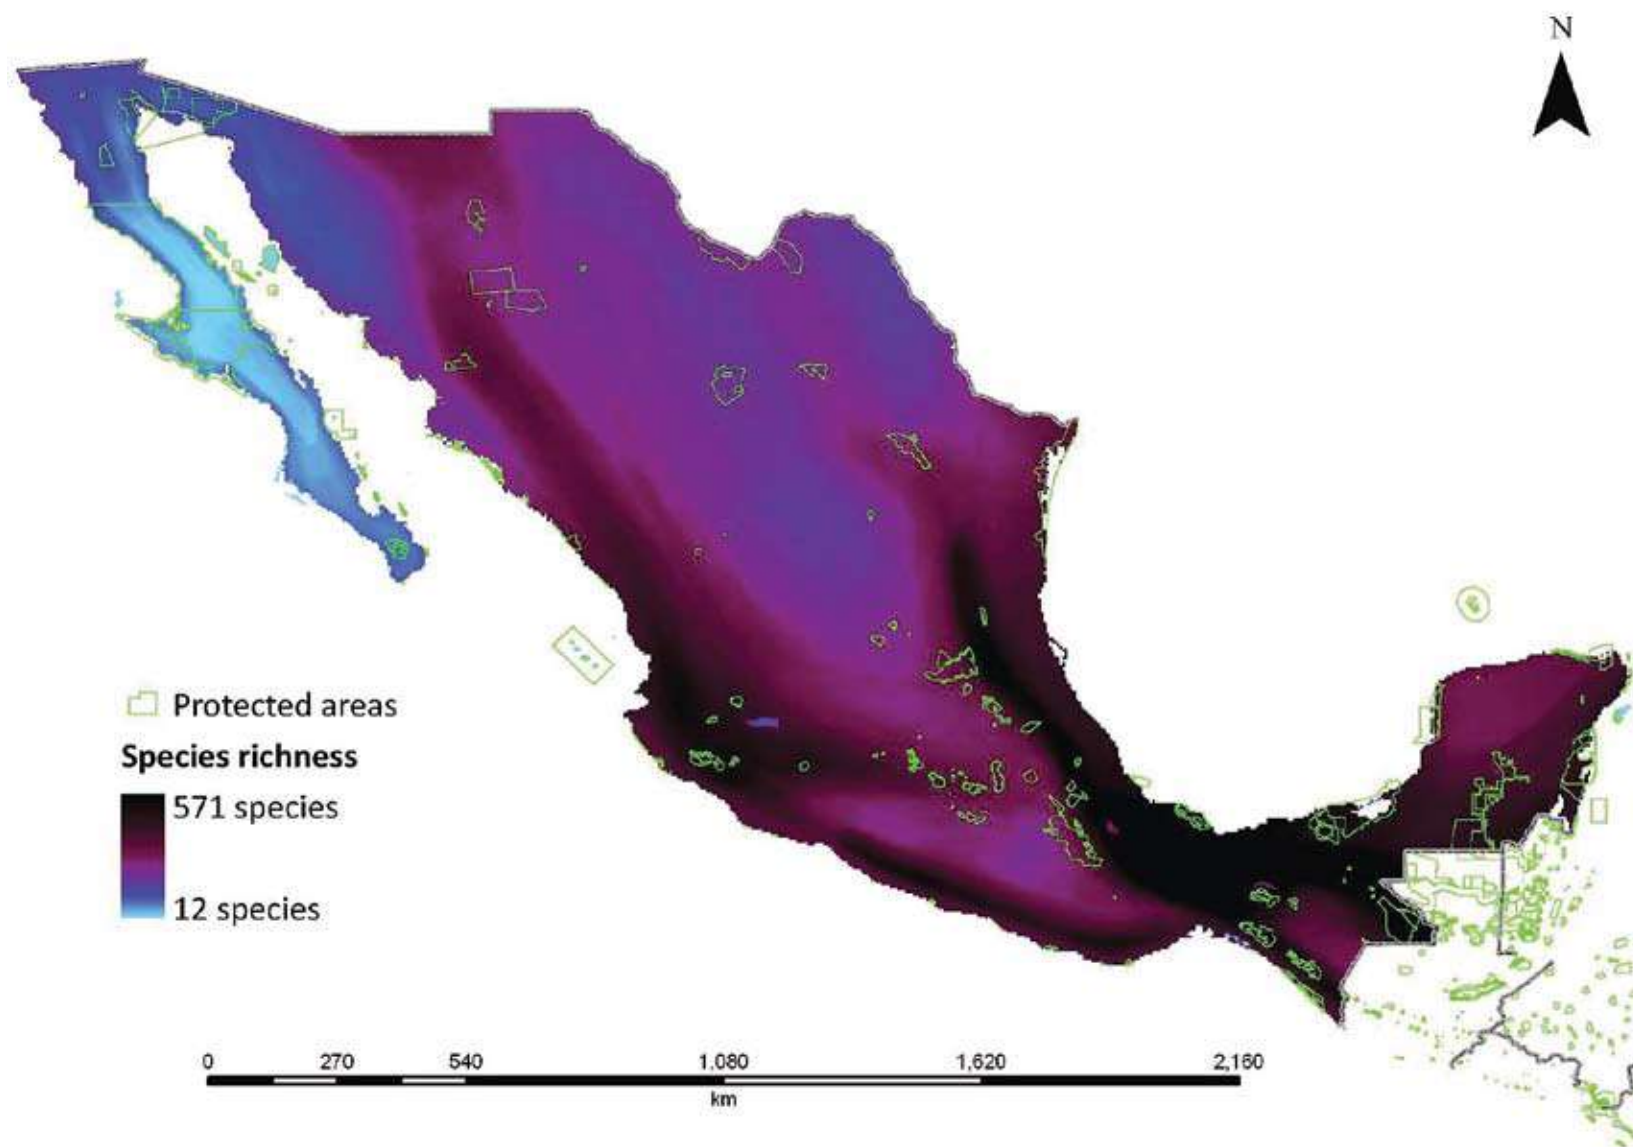 N
Protected areas
Species richness
571 species
12 species
0 270 540 1,080 1,620 2,160
km